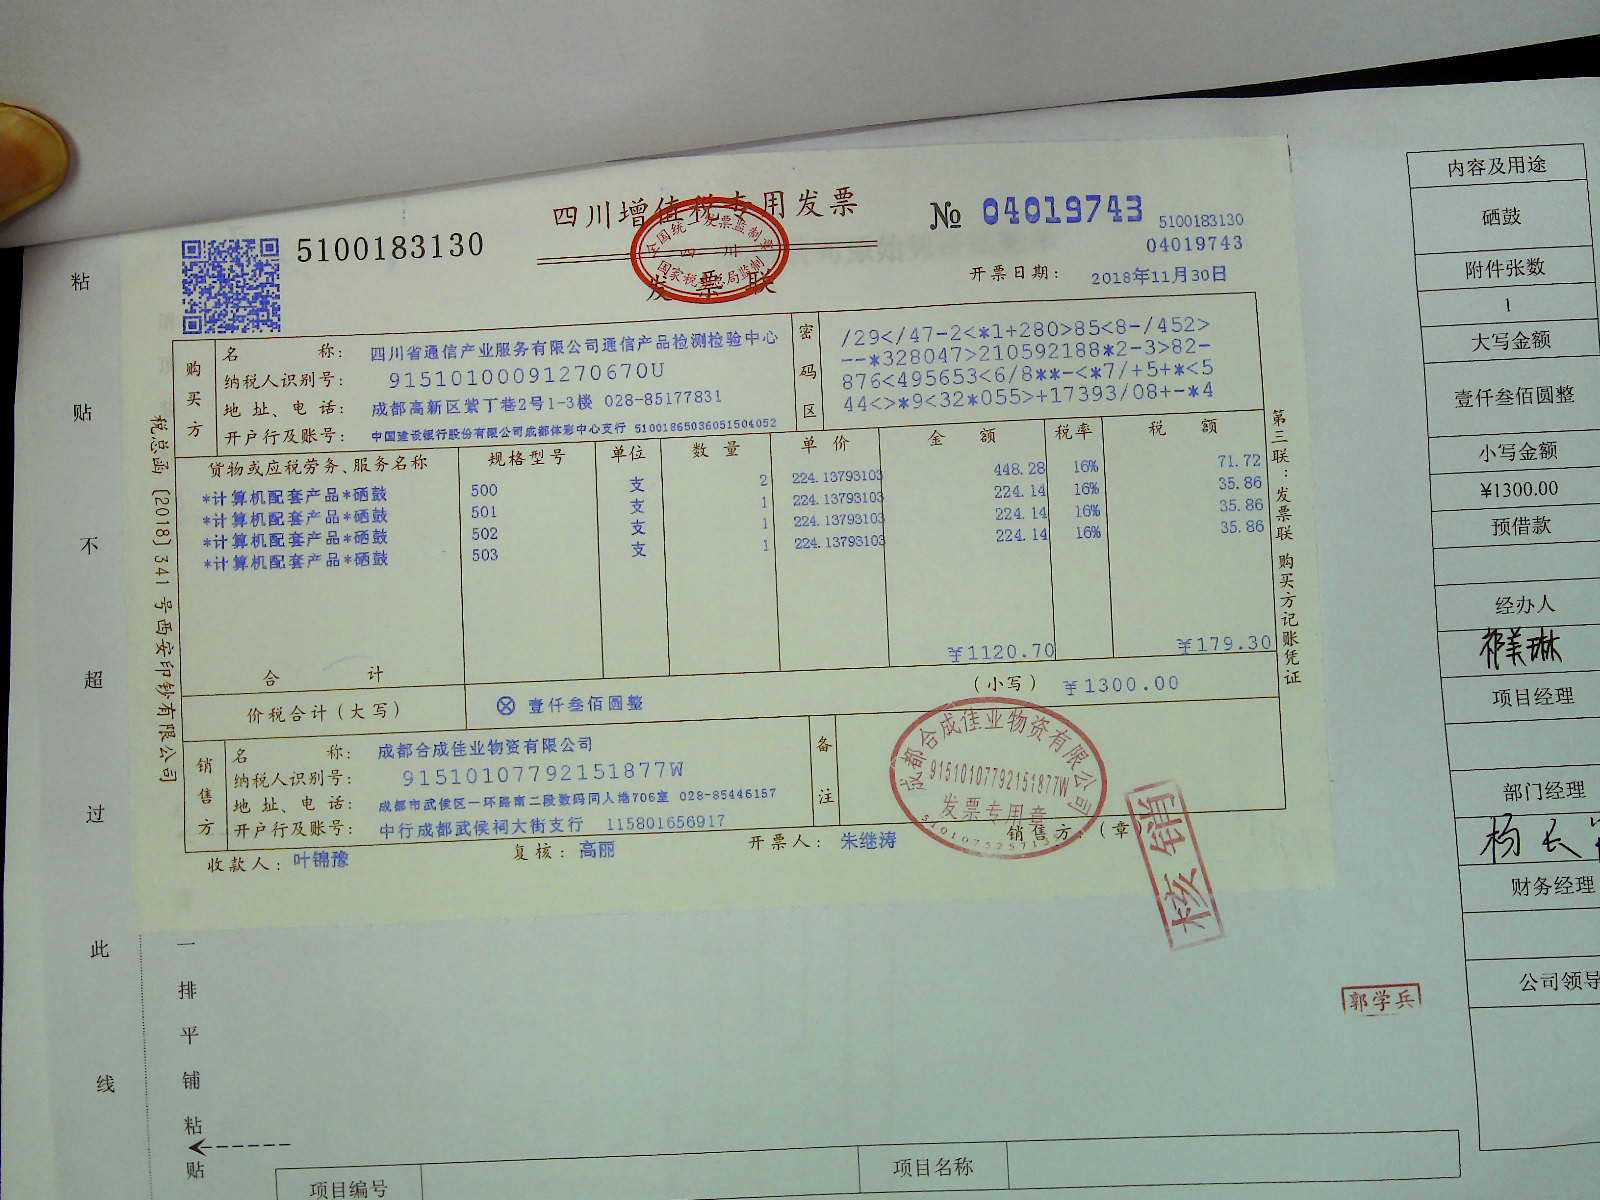 四川增值税专用发票
发票联
全国统一发票监制章
四川
国家税务总局监制
5100183130
№ 04019743
5100183130
04019743
开票日期: 2018年11月30日
购买方
名称: 四川省通信产业服务有限公司通信产品检测检验中心
纳税人识别号: 91510100091270670U
地址、电话: 成都高新区紫丁巷2号1-3楼 028-85177831
开户行及账号: 中国建设银行股份有限公司成都体彩中心支行 51001865036051504052
密码区
/29</47-2<*1+280>85<8-/452>
--*328047>210592188*2-3>82-
876<495653<6/8**-<*7/+5+*<5
44<>*9<32*055>+17393/08+-*4
货物或应税劳务、服务名称 规格型号 单位 数量 单价 金额 税率 税额
*计算机配套产品*硒鼓 500 支 2 224.13793103 448.28 16% 71.72
*计算机配套产品*硒鼓 501 支 1 224.13793103 224.14 16% 35.86
*计算机配套产品*硒鼓 502 支 1 224.13793103 224.14 16% 35.86
*计算机配套产品*硒鼓 503 支 1 224.13793103 224.14 16% 35.86
合计 ¥1120.70 ¥179.30
价税合计(大写) ⊗壹仟叁佰圆整 (小写) ¥1300.00
销售方
名称: 成都合成佳业物资有限公司
纳税人识别号: 91510107792151877W
地址、电话: 成都市武侯区一环路南二段数码同人港706室 028-85446157
开户行及账号: 中行成都武侯祠大街支行 115801656917
备注
收款人: 叶锦豫 复核: 高丽 开票人: 朱继涛 销售方:(章)
成都合成佳业物资有限公司
91510107792151877W
发票专用章
税总函[2018]341号西安印钞有限公司
第三联:发票联 购买方记账凭证
核销
郭学兵
粘贴不超过此线
一排平铺粘贴
项目编号
项目名称
内容及用途
硒鼓
附件张数
1
大写金额
壹仟叁佰圆整
小写金额
¥1300.00
预借款
经办人
祁美琳
项目经理
部门经理
杨长
财务经理
公司领导